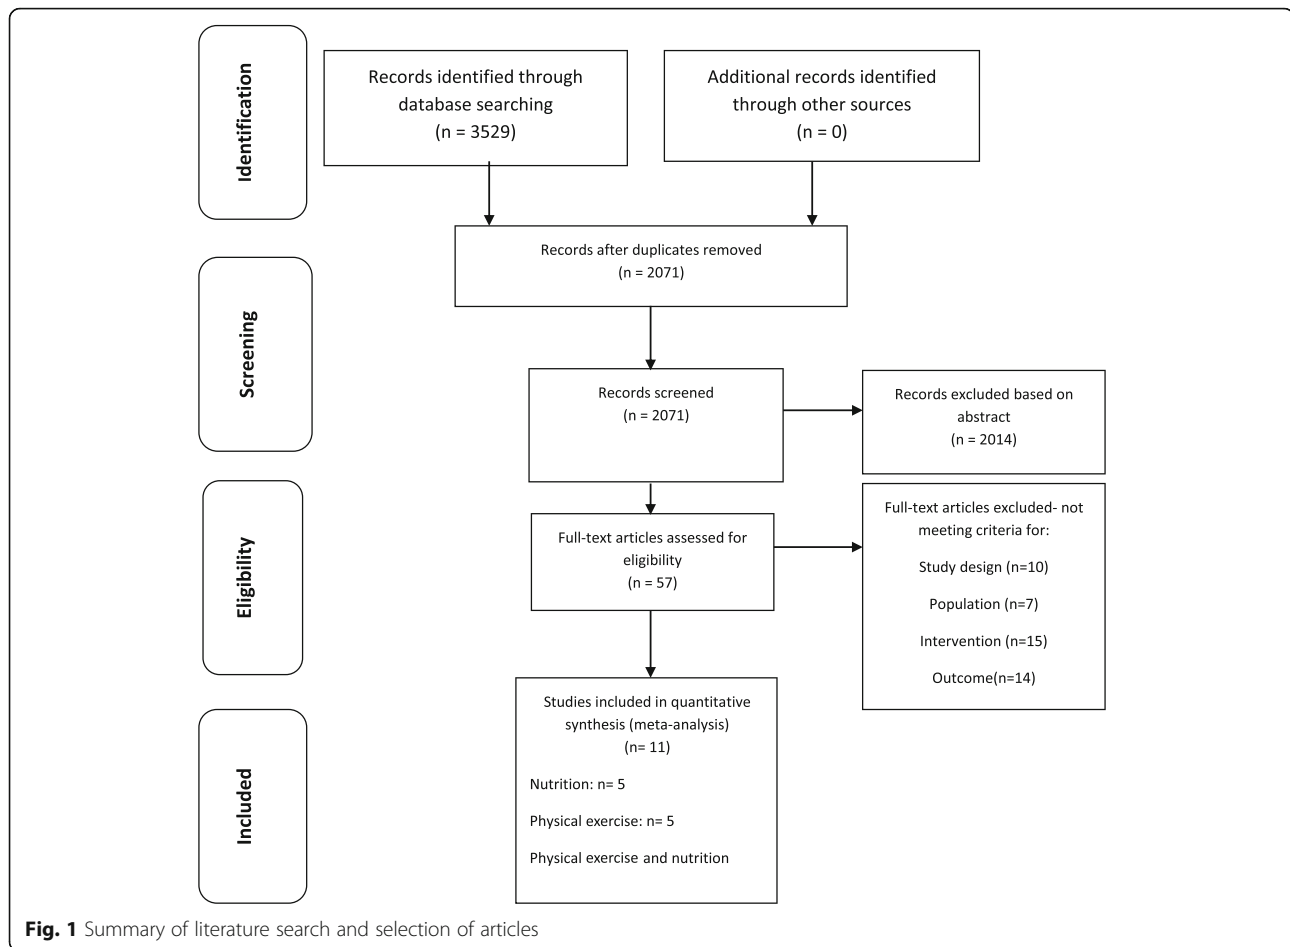 Identification
Records identified through
database searching
(n = 3529)
Additional records identified
through other sources
(n = 0)
Records after duplicates removed
(n = 2071)
Screening
Records screened
(n = 2071)
Records excluded based on
abstract
(n = 2014)
Eligibility
Full-text articles assessed for
eligibility
(n = 57)
Full-text articles excluded- not
meeting criteria for:
Study design (n=10)
Population (n=7)
Intervention (n=15)
Outcome(n=14)
Included
Studies included in quantitative
synthesis (meta-analysis)
(n= 11)
Nutrition: n= 5
Physical exercise: n= 5
Physical exercise and nutrition
Fig. 1 Summary of literature search and selection of articles